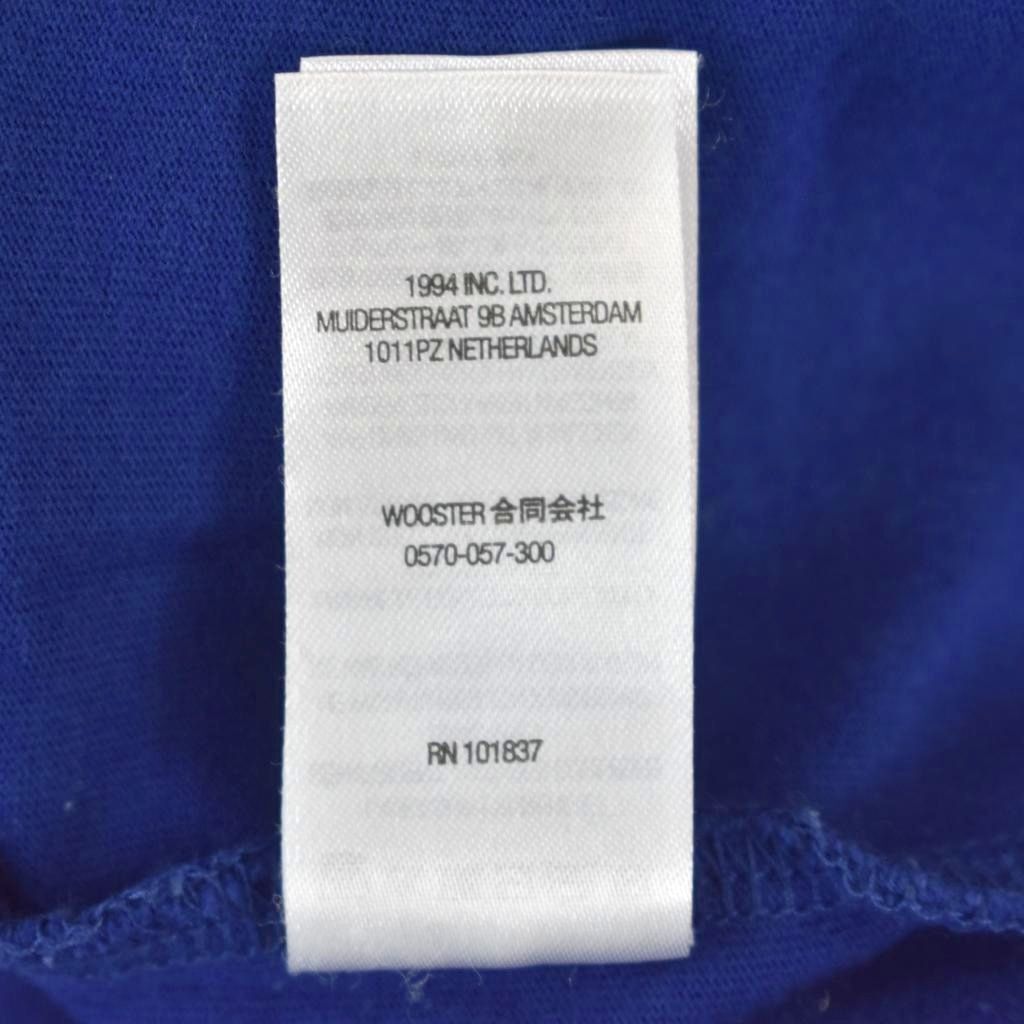 1994 INC. LTD.
MUIDERSTRAAT 9B AMSTERDAM
1011PZ NETHERLANDS
WOOSTER 合同会社
0570-057-300
RN 101837